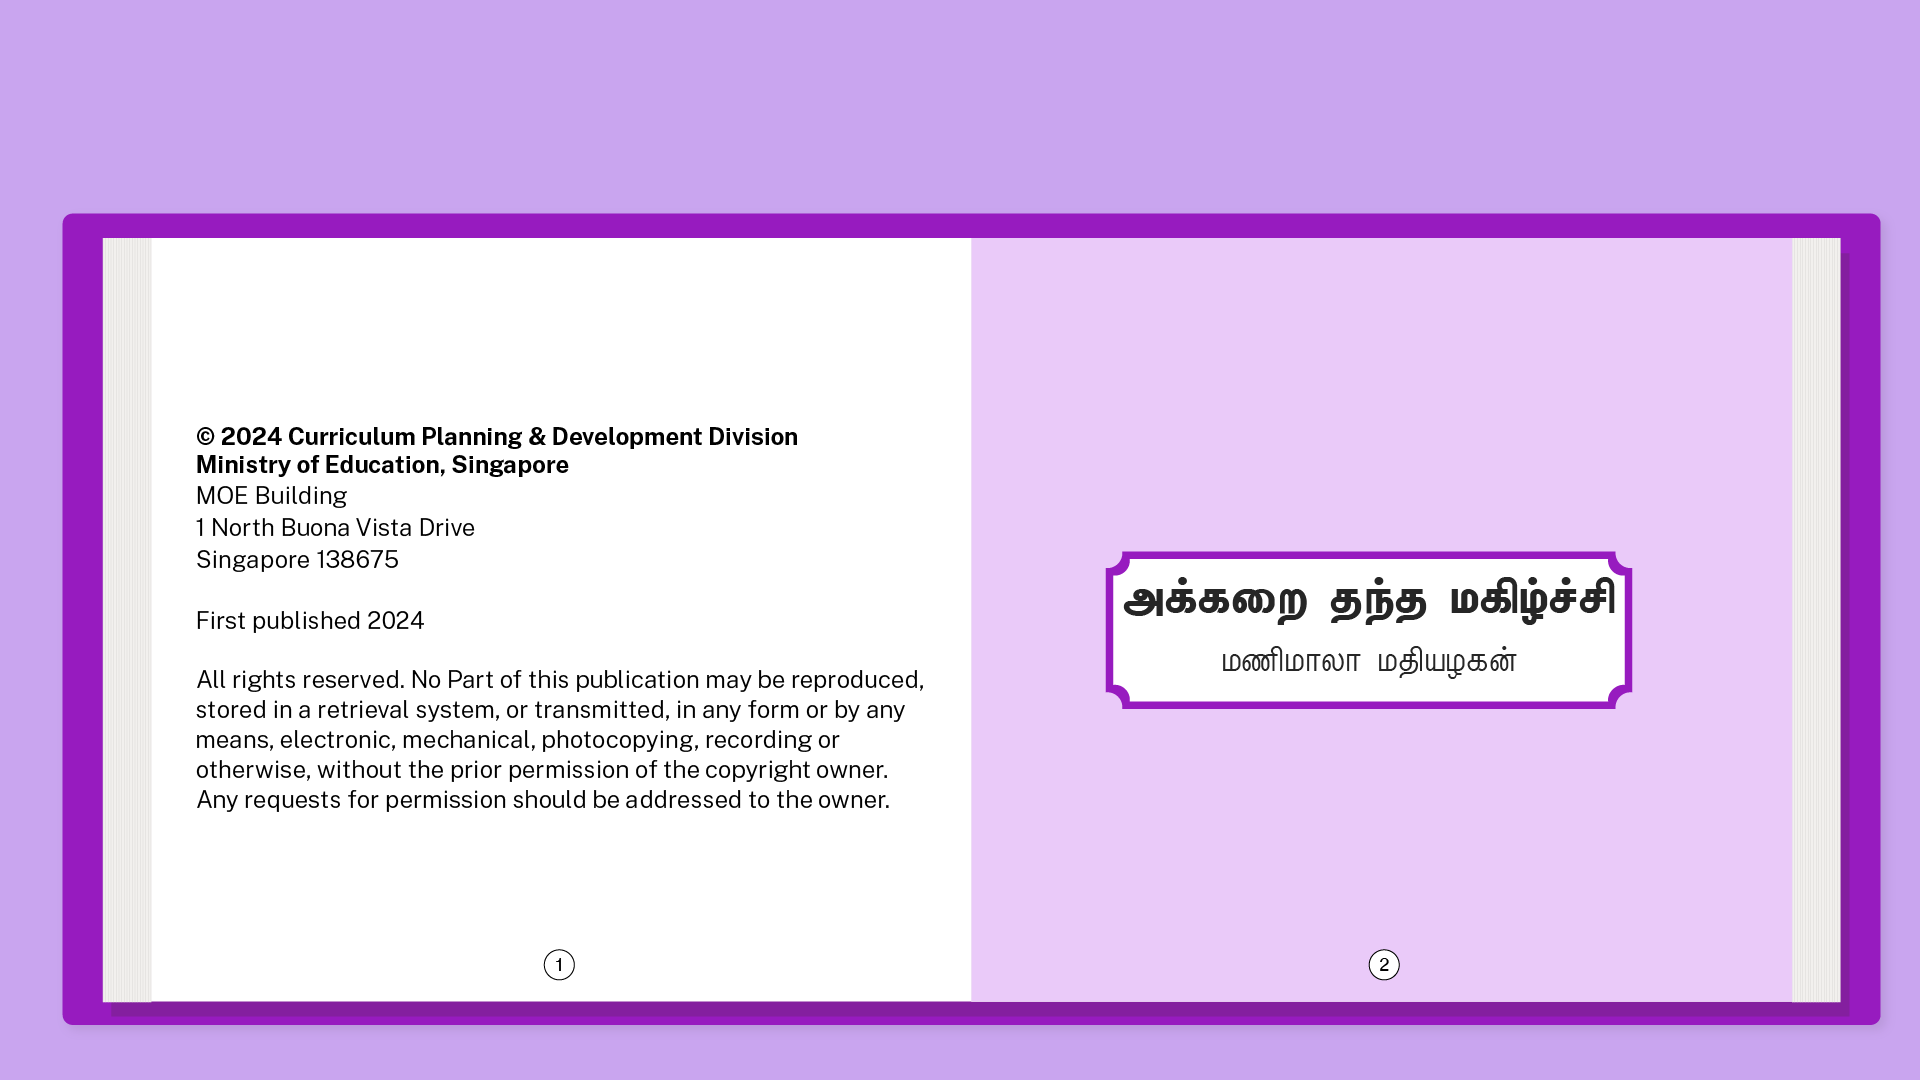 © 2024 Curriculum Planning & Development Division
Ministry of Education, Singapore
MOE Building
1 North Buona Vista Drive
Singapore 138675
First published 2024
All rights reserved. No Part of this publication may be reproduced,
stored in a retrieval system, or transmitted, in any form or by any
means, electronic, mechanical, photocopying, recording or
otherwise, without the prior permission of the copyright owner.
Any requests for permission should be addressed to the owner.
1
அக்கறை தந்த மகிழ்ச்சி
மணிமாலா மதியழகன்
2